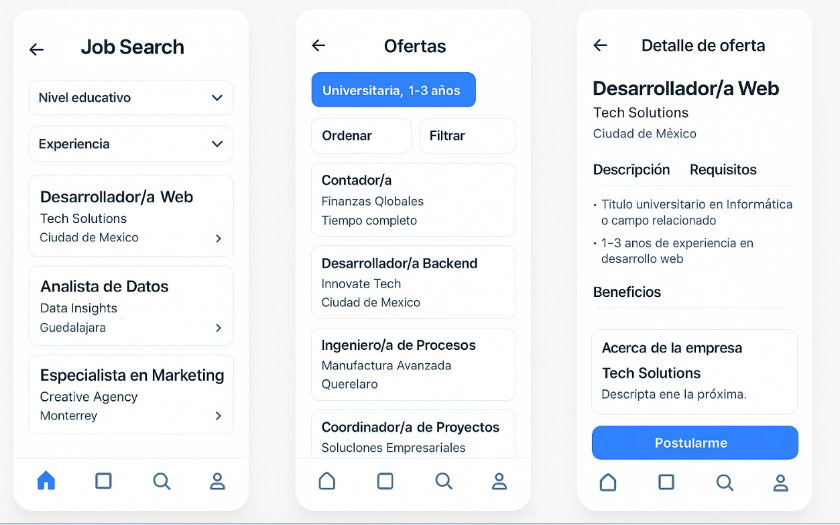 Job Search
Nivel educativo
Experiencia
Desarrollador/a Web
Tech Solutions
Ciudad de Mexico
Analista de Datos
Data Insights
Guedalajara
Especialista en Marketing
Creative Agency
Monterrey
Ofertas
Universitaría, 1-3 años
Ordenar
Filtrar
Contador/a
Finanzas Qlobales
Tiempo completo
Desarrollador/a Backend
Innovate Tech
Ciudad de Mexico
Ingeniero/a de Procesos
Manufactura Avanzada
Querelaro
Coordinador/a de Proyectos
Soluclones Empresariales
Detalle de oferta
Desarrollador/a Web
Tech Solutions
Ciudad de Mèxico
Descripción Requisitos
• Titulo universitario en Informática
o campo relacionado
• 1–3 anos de experiencia en
desarrollo web
Beneficios
Acerca de la empresa
Tech Solutions
Descripta ene la próxima.
Postularme